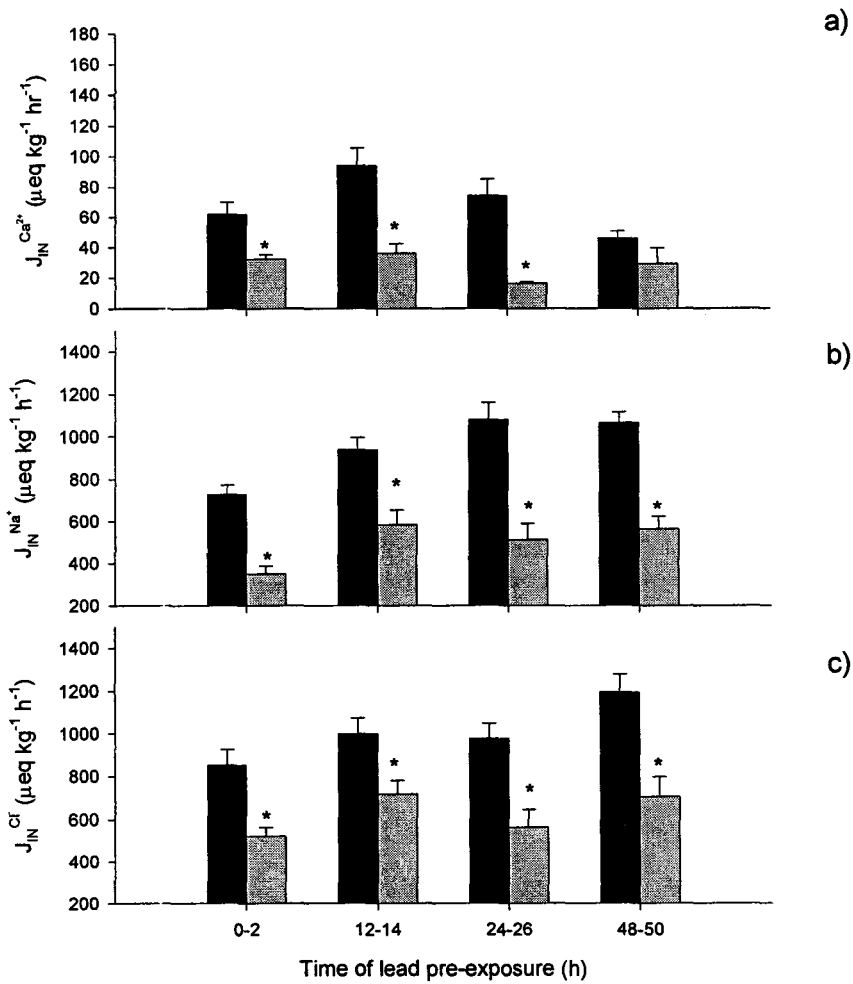 a)
180
160
140
120
100
80
60
40
20
0
J_IN^Ca²⁺ (µeq kg⁻¹ hr⁻¹)
* * *
b)
1400
1200
1000
800
600
400
200
J_IN^Na⁺ (µeq kg⁻¹ h⁻¹)
* * * *
c)
1400
1200
1000
800
600
400
200
J_IN^Cl⁻ (µeq kg⁻¹ h⁻¹)
* * * *
0-2 12-14 24-26 48-50
Time of lead pre-exposure (h)